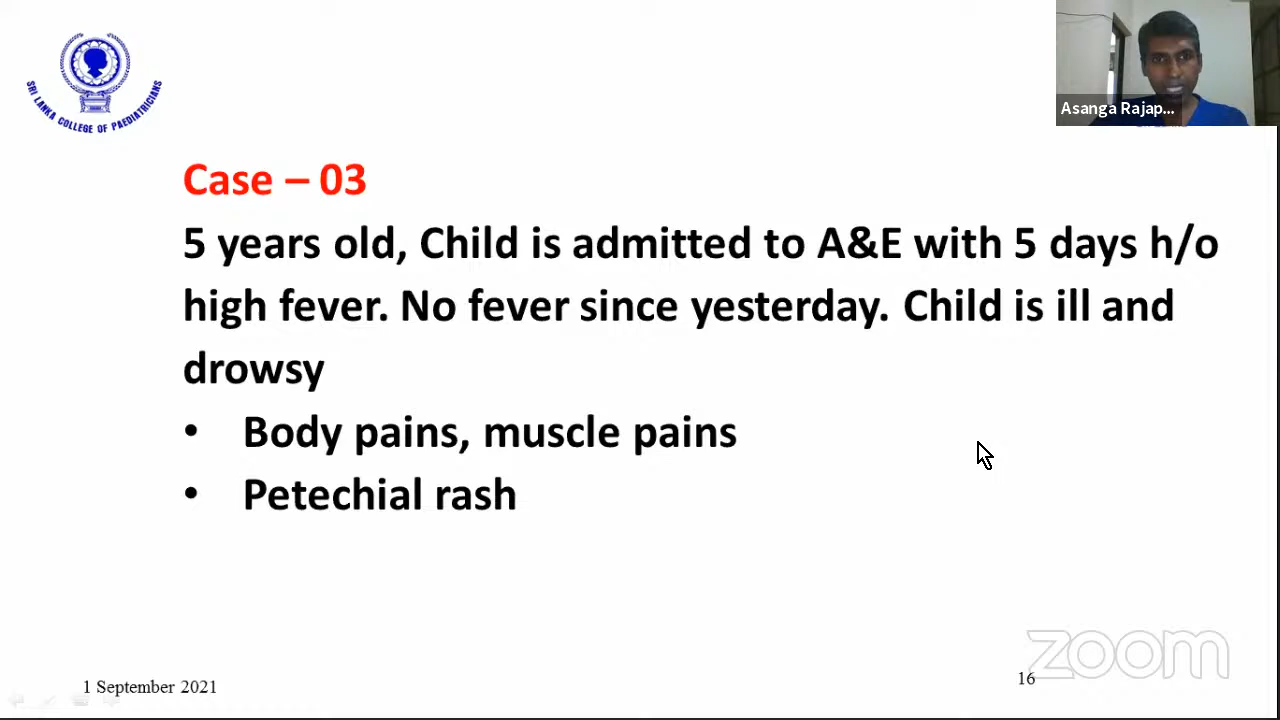 SRI LANKA COLLEGE OF PAEDIATRICIANS
Asanga Rajap...
Case – 03
5 years old, Child is admitted to A&E with 5 days h/o
high fever. No fever since yesterday. Child is ill and
drowsy
• Body pains, muscle pains
• Petechial rash
zoom
1 September 2021
16